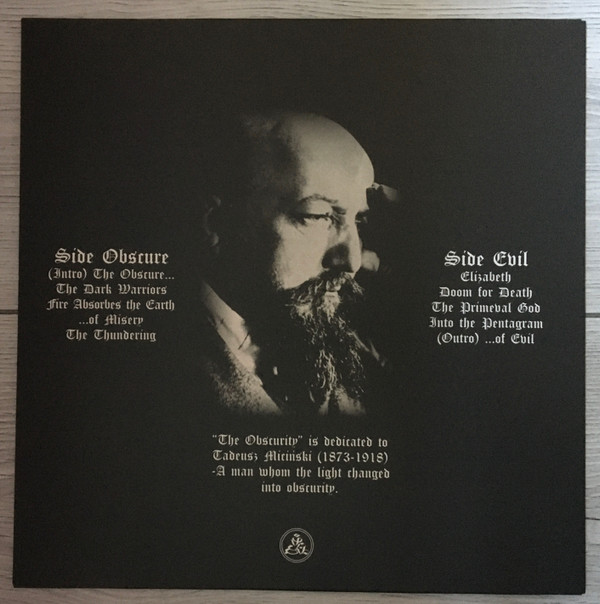 Side Obscure
(Intro) The Obscure...
The Dark Warriors
Fire Absorbes the Earth
...of Misery
The Thundering
Side Evil
Elizabeth
Doom for Death
The Primeval God
Into the Pentagram
(Outro) ...of Evil
"The Obscurity" is dedicated to
Tadeusz Miciński (1873-1918)
-A man whom the light changed
into obscurity.